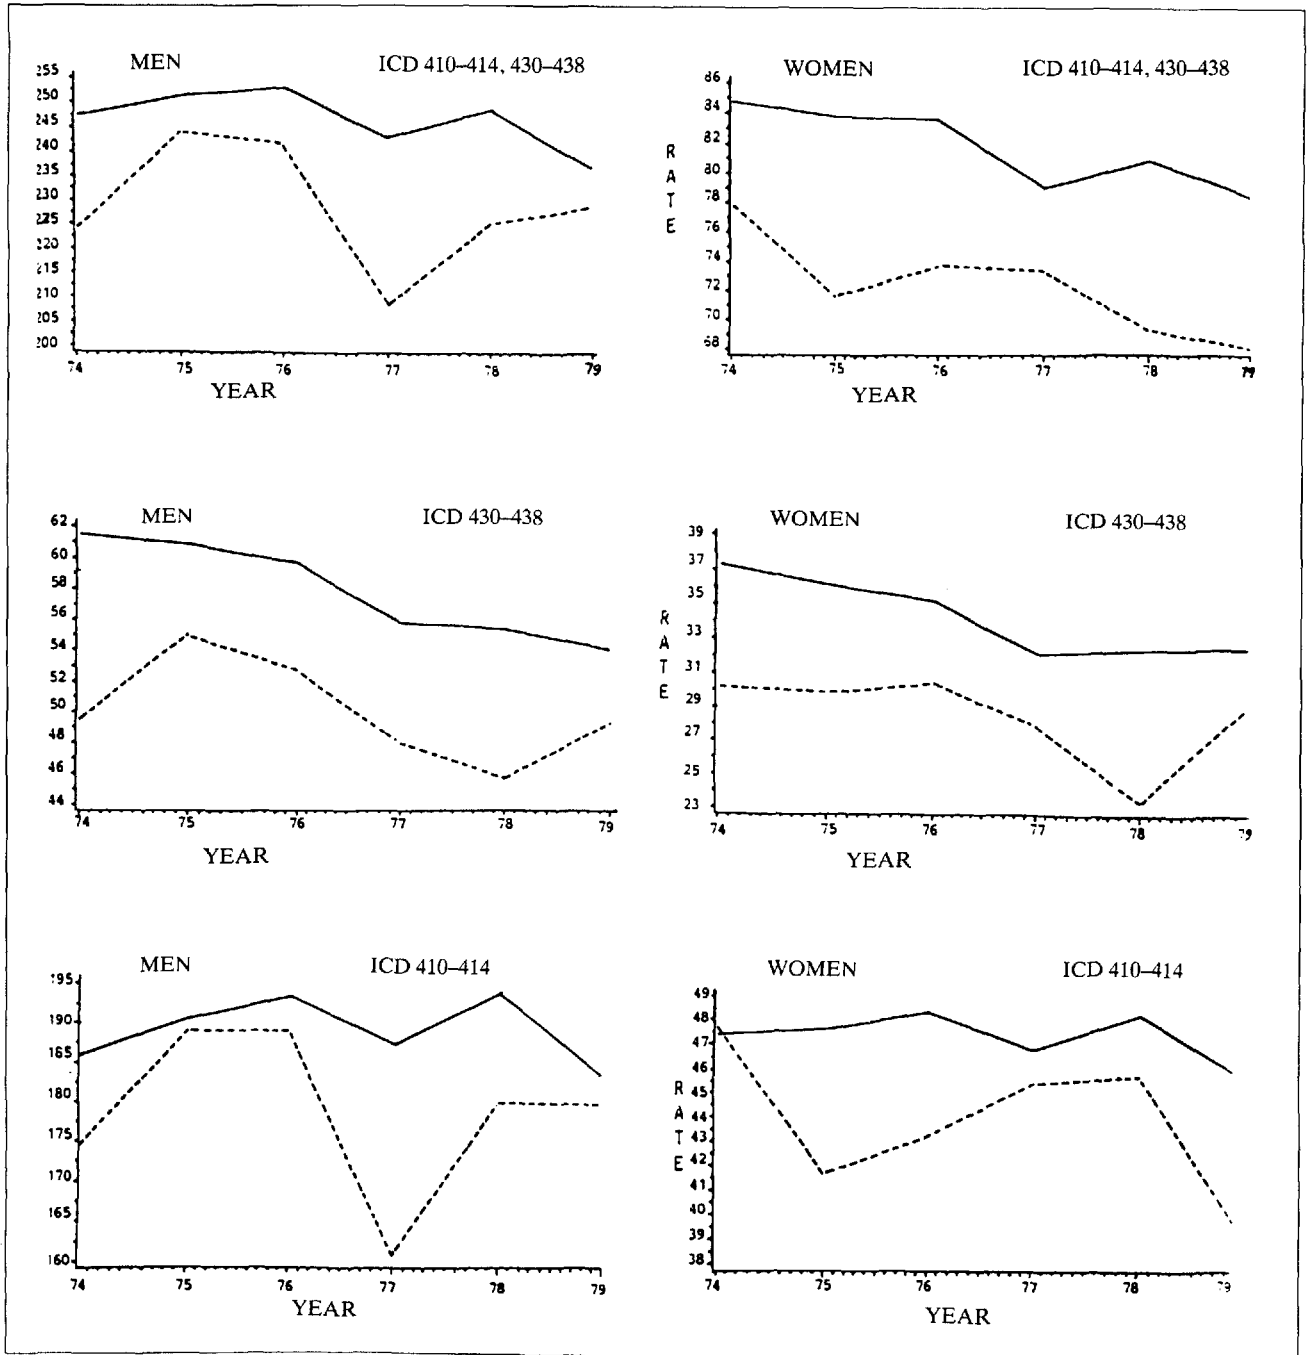 MEN ICD 410–414, 430–438
255
250
245
240
235
230
225
220
215
210
205
200
74 75 76 77 78 79
YEAR
WOMEN ICD 410–414, 430–438
RATE
86
84
82
80
78
76
74
72
70
68
74 75 76 77 78 79
YEAR
MEN ICD 430–438
62
60
58
56
54
52
50
48
46
44
74 75 76 77 78 79
YEAR
WOMEN ICD 430–438
RATE
39
37
35
33
31
29
27
25
23
74 75 76 77 78 79
YEAR
MEN ICD 410–414
195
190
185
180
175
170
165
160
74 75 76 77 78 79
YEAR
WOMEN ICD 410–414
RATE
49
48
47
46
45
44
43
42
41
40
39
38
74 75 76 77 78 79
YEAR